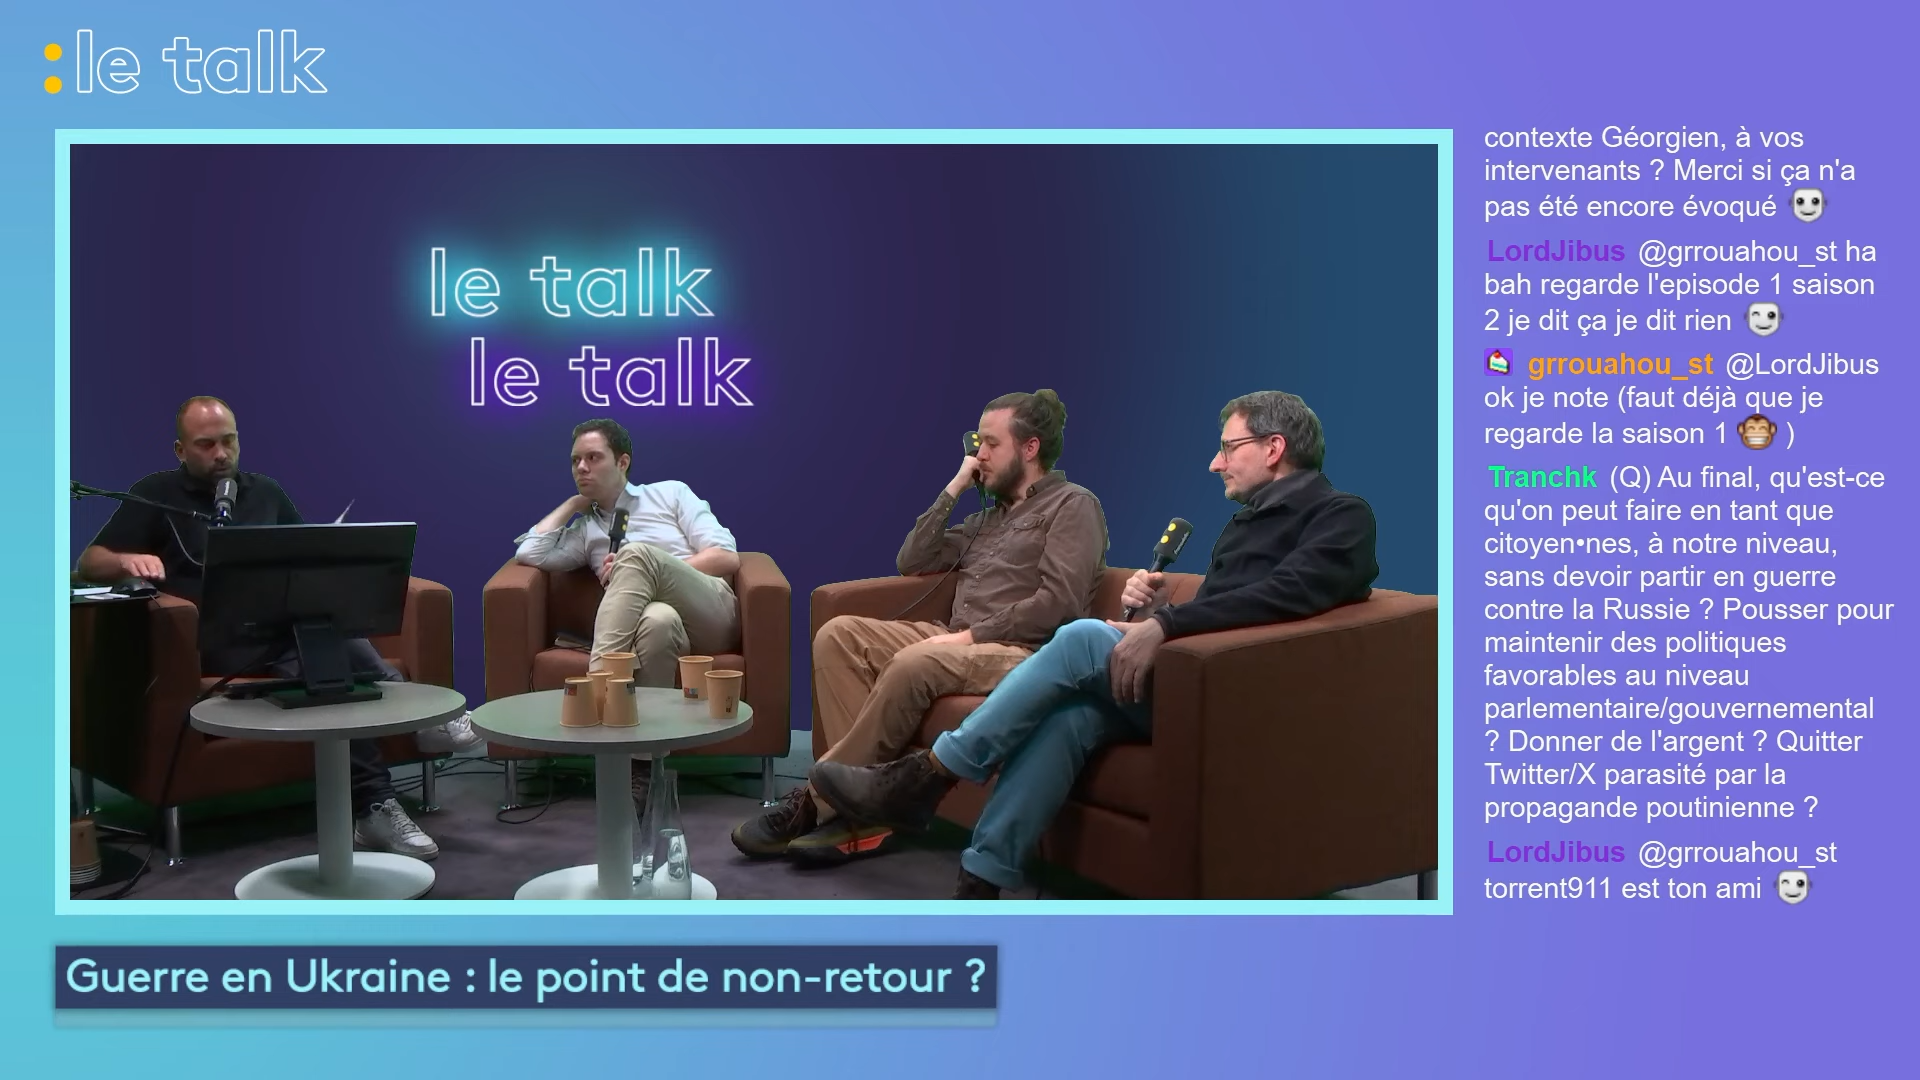 :le talk
le talk
le talk
contexte Géorgien, à vos
intervenants ? Merci si ça n'a
pas été encore évoqué
LordJibus @grrouahou_st ha
bah regarde l'episode 1 saison
2 je dit ça je dit rien
grrouahou_st @LordJibus
ok je note (faut déjà que je
regarde la saison 1 )
Tranchk (Q) Au final, qu'est-ce
qu'on peut faire en tant que
citoyen•nes, à notre niveau,
sans devoir partir en guerre
contre la Russie ? Pousser pour
maintenir des politiques
favorables au niveau
parlementaire/gouvernemental
? Donner de l'argent ? Quitter
Twitter/X parasité par la
propagande poutinienne ?
LordJibus @grrouahou_st
torrent911 est ton ami
Guerre en Ukraine : le point de non-retour ?